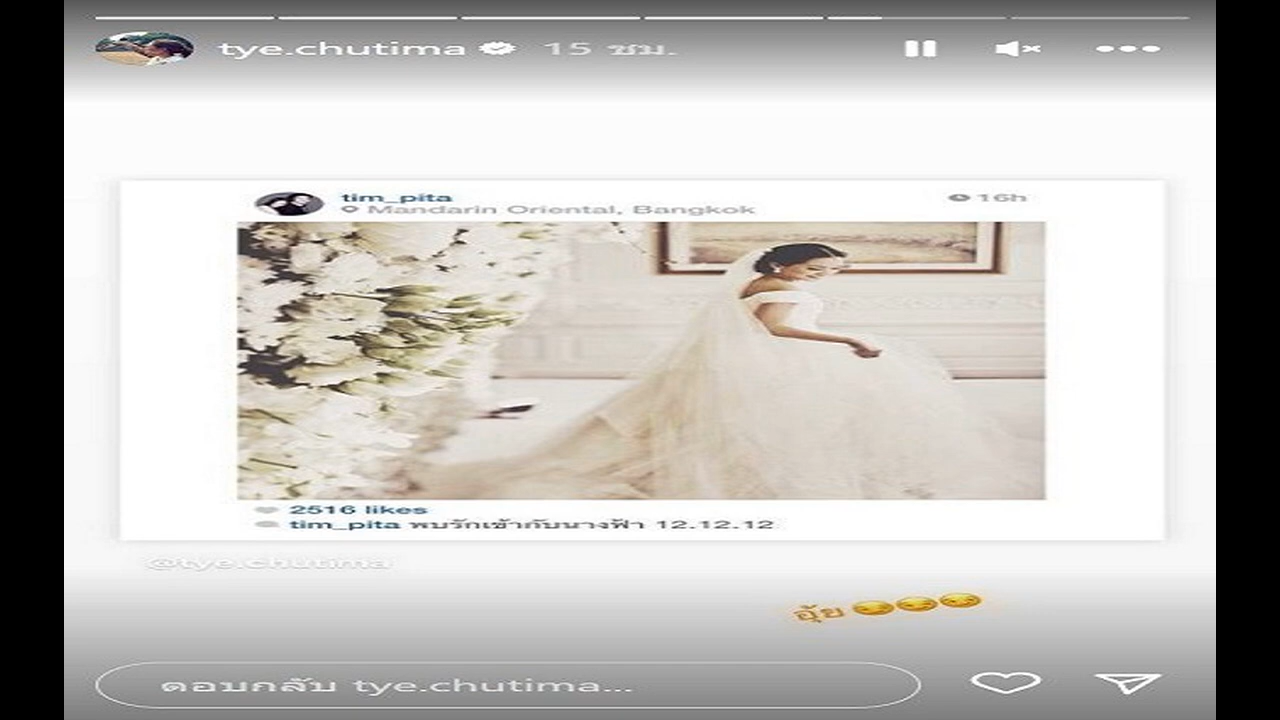 tye.chutima 15 ชม.
tim_pita 16h
Mandarin Oriental, Bangkok
2516 likes
tim_pita พบรักเข้ากับนางฟ้า 12.12.12
@tye.chutima
อุ้ย 😏😏😏
ตอบกลับ tye.chutima...